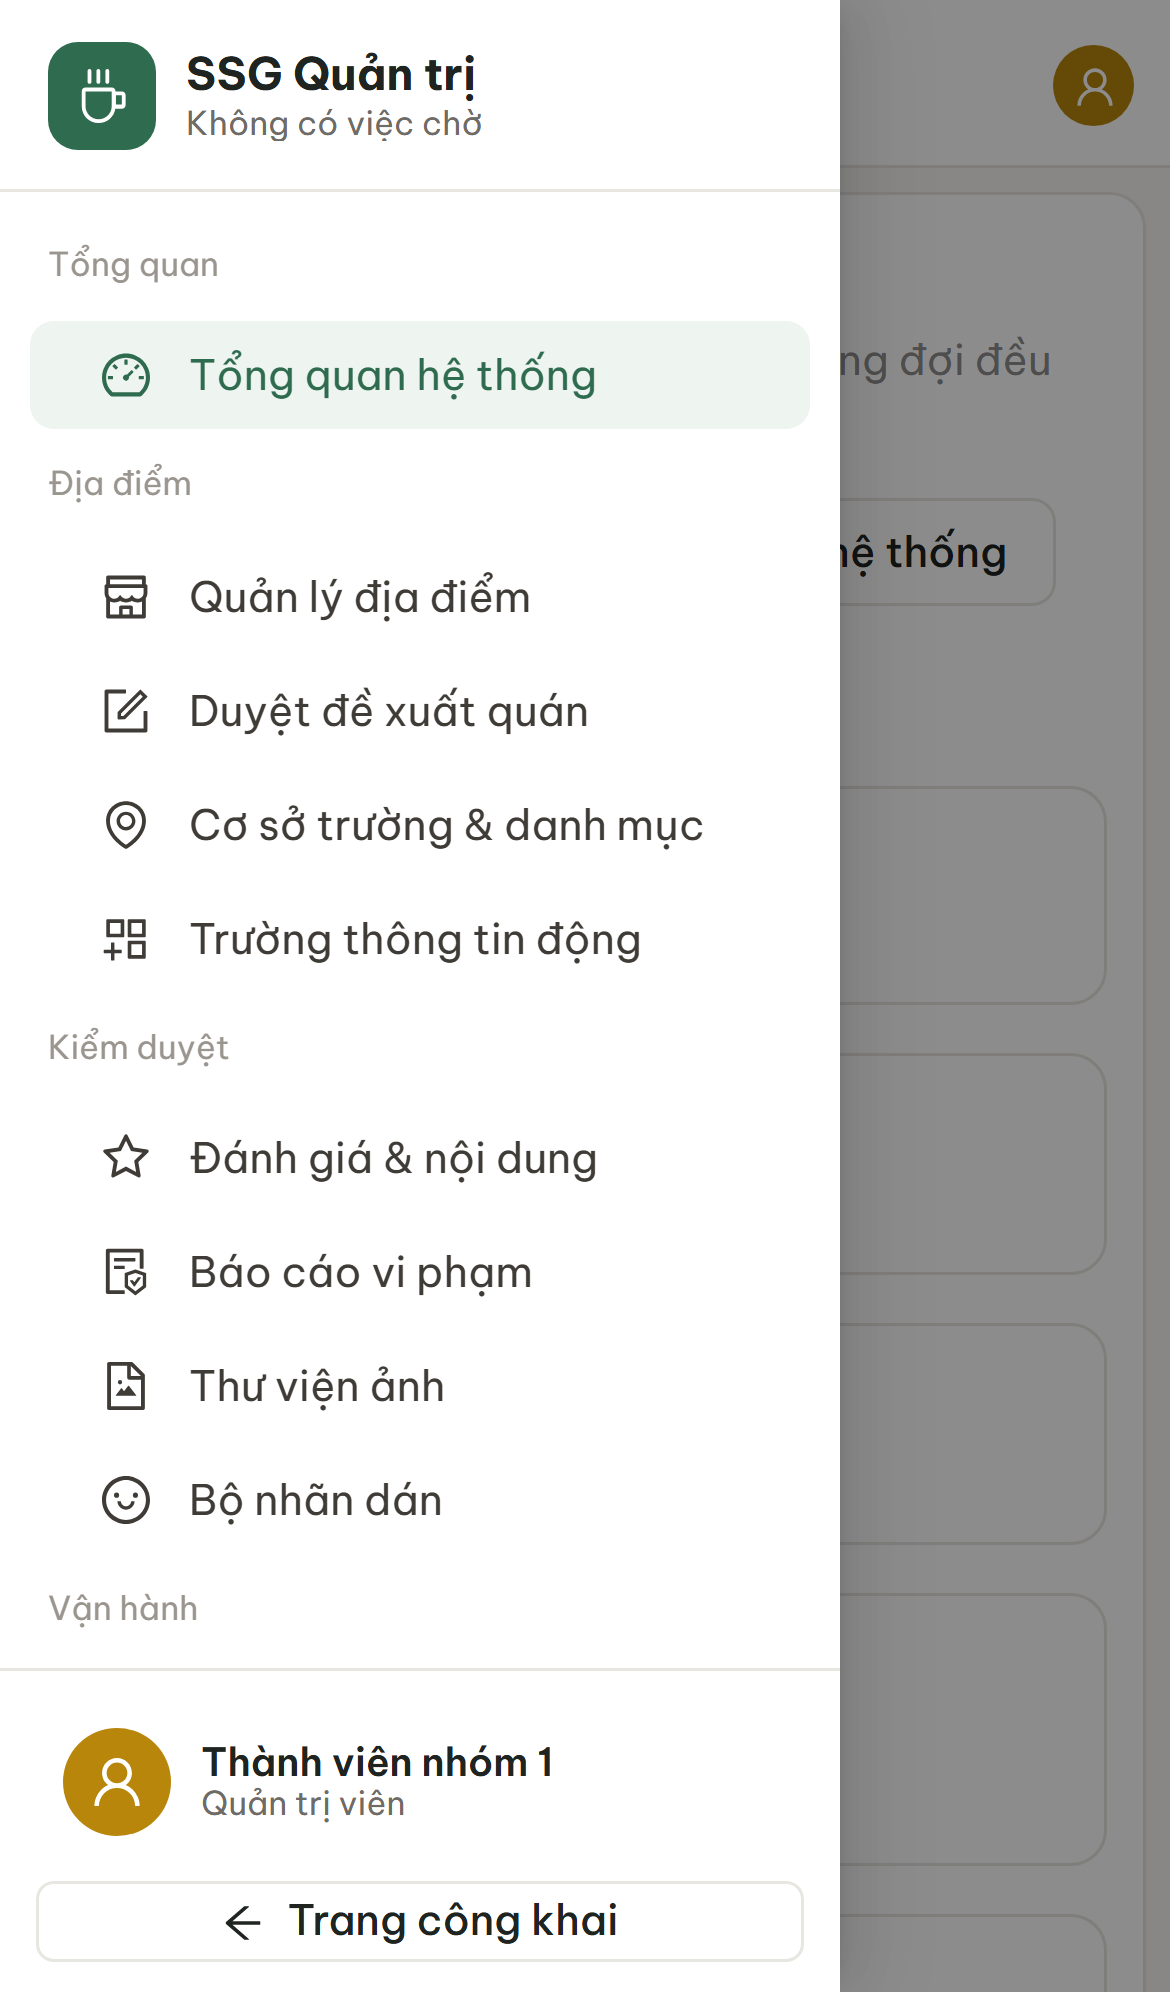 SSG Quản trị
Không có việc chờ
Tổng quan
Tổng quan hệ thống
ng đợi đều
Địa điểm
hệ thống
Quản lý địa điểm
Duyệt đề xuất quán
Cơ sở trường & danh mục
Trường thông tin động
Kiểm duyệt
Đánh giá & nội dung
Báo cáo vi phạm
Thư viện ảnh
Bộ nhãn dán
Vận hành
Thành viên nhóm 1
Quản trị viên
Trang công khai